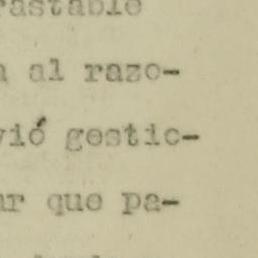 rastable
n al razo-
vió gestic-
ar que pa-